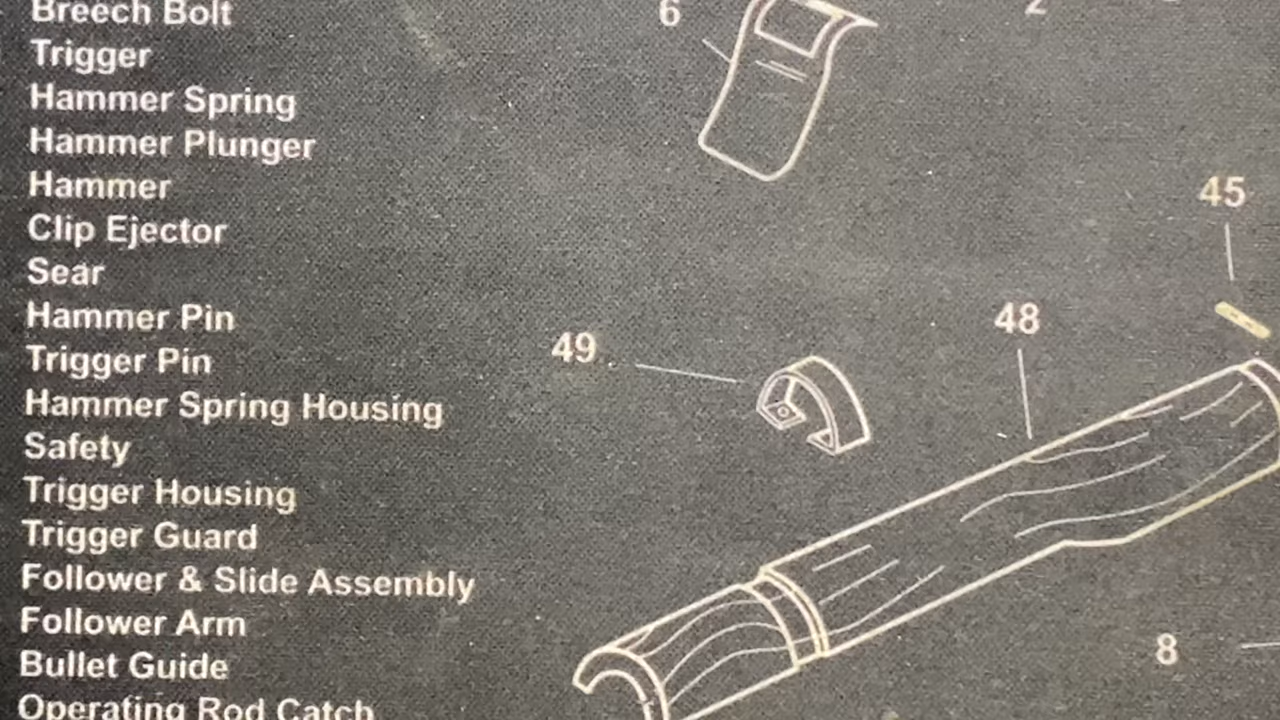 Breech Bolt
Trigger
Hammer Spring
Hammer Plunger
Hammer
Clip Ejector
Sear
Hammer Pin
Trigger Pin
Hammer Spring Housing
Safety
Trigger Housing
Trigger Guard
Follower & Slide Assembly
Follower Arm
Bullet Guide
Operating Rod Catch
6
2
45
48
49
8